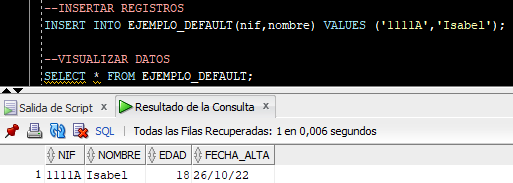 --INSERTAR REGISTROS
INSERT INTO EJEMPLO_DEFAULT(nif,nombre) VALUES ('1111A','Isabel');
--VISUALIZAR DATOS
SELECT * FROM EJEMPLO_DEFAULT;
Salida de Script x Resultado de la Consulta x
SQL | Todas las Filas Recuperadas: 1 en 0,006 segundos
NIF NOMBRE EDAD FECHA_ALTA
1 1111A Isabel 18 26/10/22